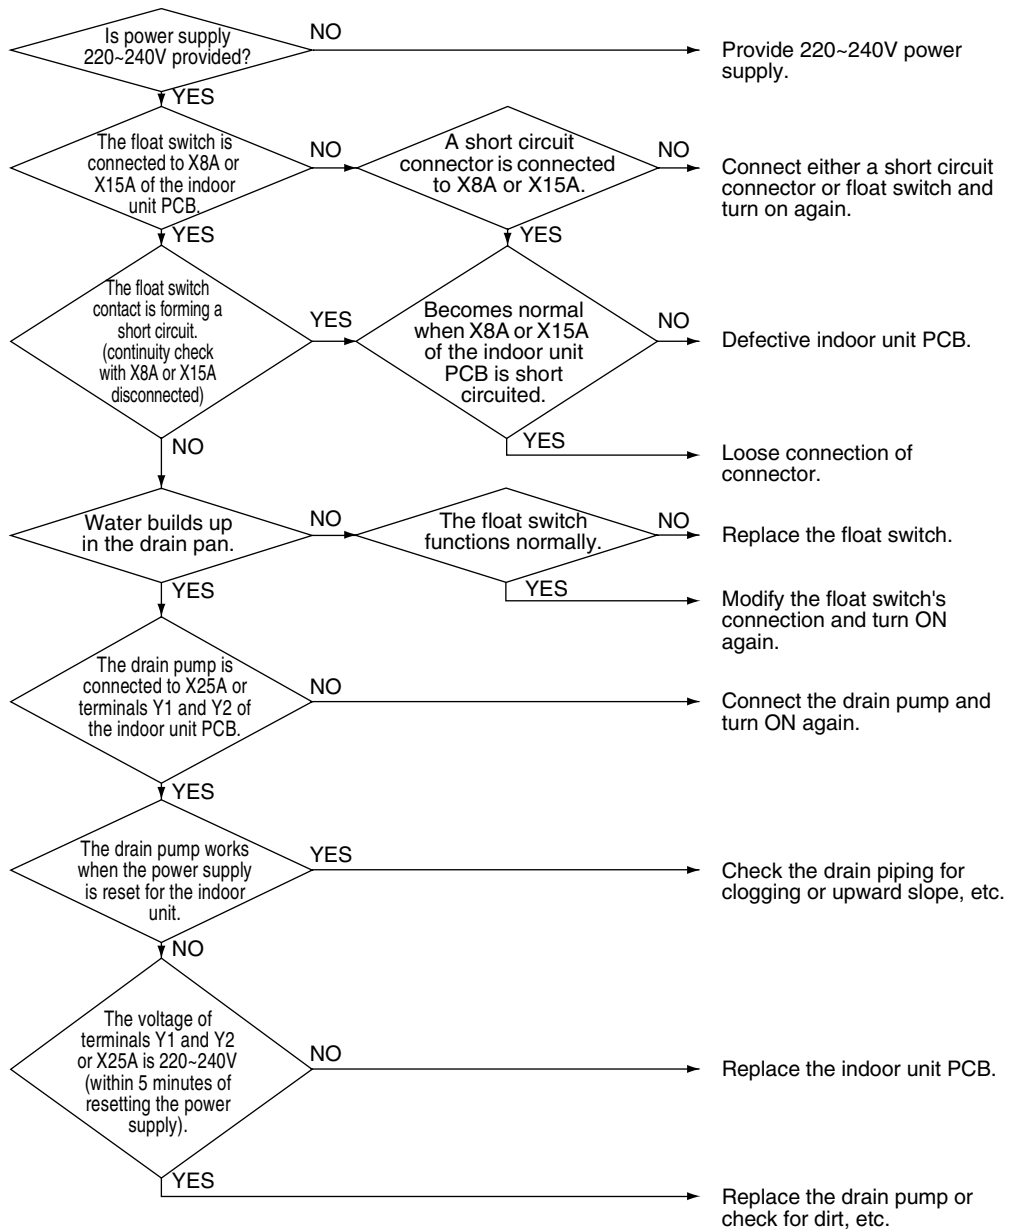 Is power supply
220~240V provided?
NO
Provide 220~240V power
supply.
YES
The float switch is
connected to X8A or
X15A of the indoor
unit PCB.
NO
A short circuit
connector is connected
to X8A or X15A.
NO
Connect either a short circuit
connector or float switch and
turn on again.
YES
YES
The float switch
contact is forming a
short circuit.
(continuity check
with X8A or X15A
disconnected)
YES
Becomes normal
when X8A or X15A
of the indoor unit
PCB is short
circuited.
NO
Defective indoor unit PCB.
NO
YES
Loose connection of
connector.
Water builds up
in the drain pan.
NO
The float switch
functions normally.
NO
Replace the float switch.
YES
YES
Modify the float switch's
connection and turn ON
again.
The drain pump is
connected to X25A or
terminals Y1 and Y2 of
the indoor unit PCB.
NO
Connect the drain pump and
turn ON again.
YES
The drain pump works
when the power supply
is reset for the indoor
unit.
YES
Check the drain piping for
clogging or upward slope, etc.
NO
The voltage of
terminals Y1 and Y2
or X25A is 220~240V
(within 5 minutes of
resetting the power
supply).
NO
Replace the indoor unit PCB.
YES
Replace the drain pump or
check for dirt, etc.